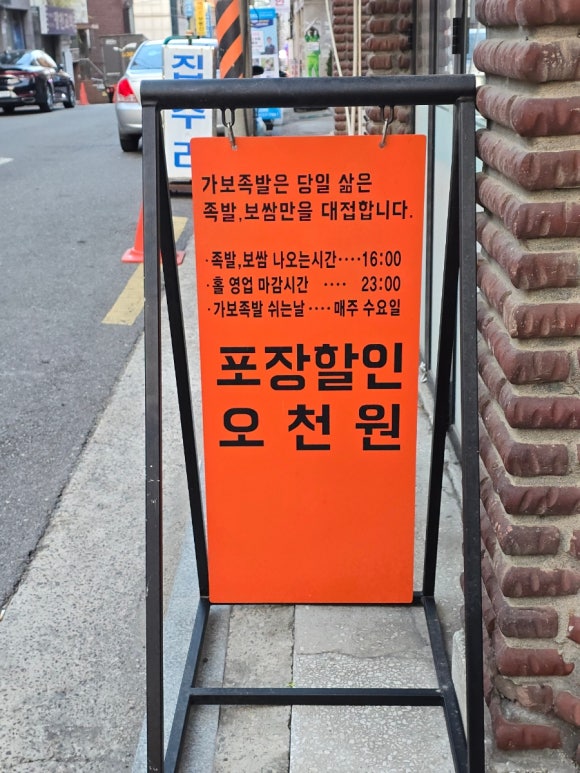 가보족발은 당일 삶은
족발,보쌈만을 대접합니다.
·족발,보쌈 나오는시간····16:00
·홀 영업 마감시간 ···· 23:00
·가보족발 쉬는날····매주 수요일
포장할인
오 천 원
집